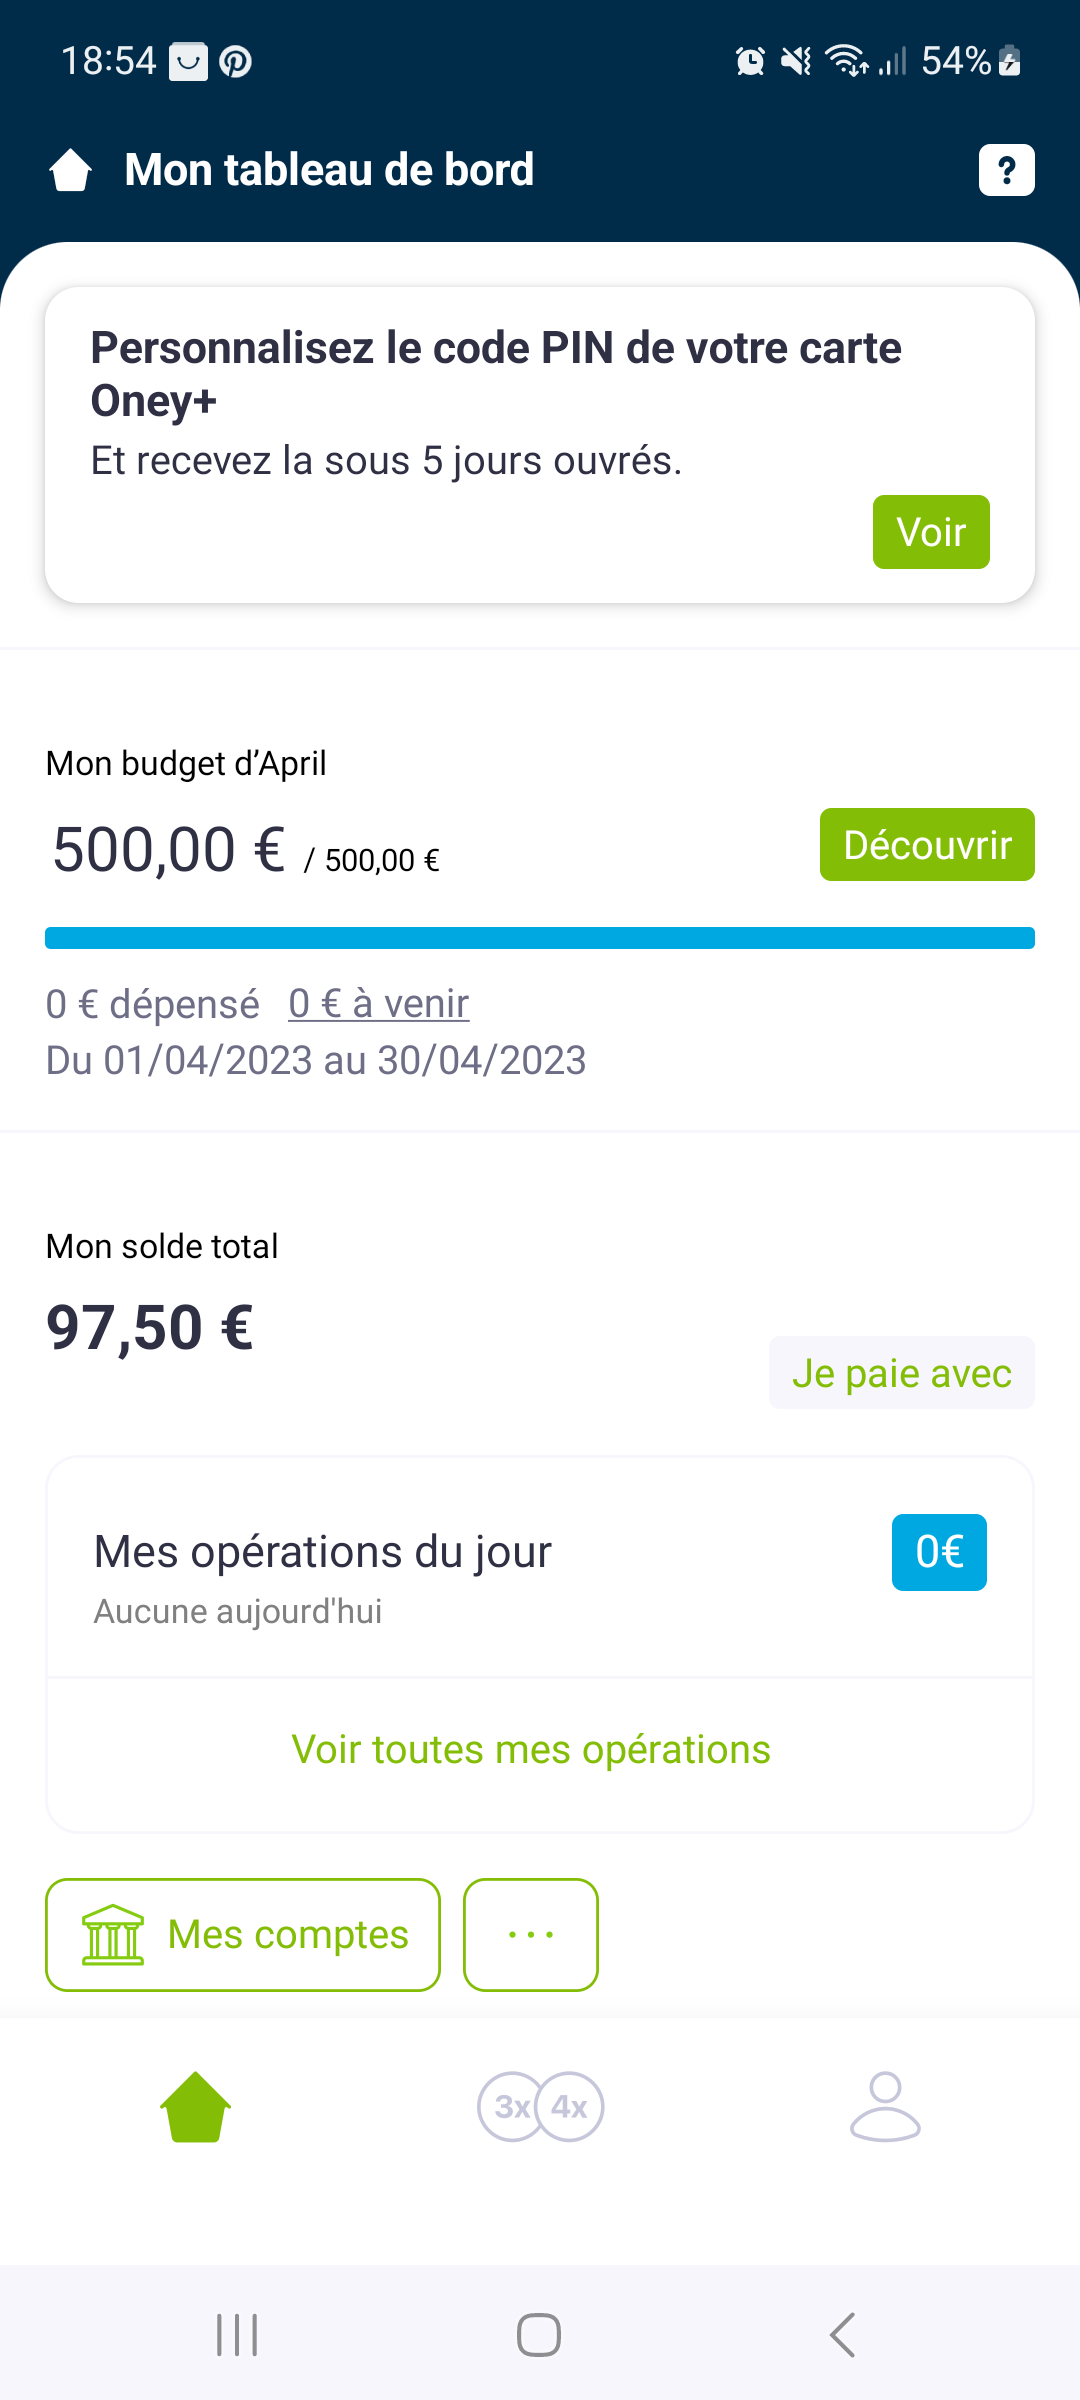 18:54
54%
Mon tableau de bord
?
Personnalisez le code PIN de votre carte
Oney+
Et recevez la sous 5 jours ouvrés.
Voir
Mon budget d’April
500,00 € / 500,00 €
Découvrir
0 € dépensé 0 € à venir
Du 01/04/2023 au 30/04/2023
Mon solde total
97,50 €
Je paie avec
Mes opérations du jour
0€
Aucune aujourd'hui
Voir toutes mes opérations
Mes comptes
...
3x 4x